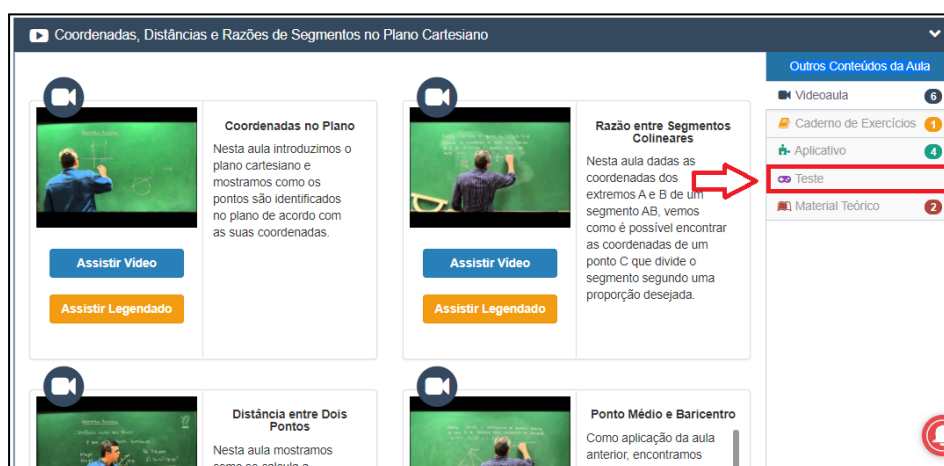 Coordenadas, Distâncias e Razões de Segmentos no Plano Cartesiano
Coordenadas no Plano
Nesta aula introduzimos o
plano cartesiano e
mostramos como os
pontos são identificados
no plano de acordo com
as suas coordenadas.
Assistir Vídeo
Assistir Legendado
Razão entre Segmentos
Colineares
Nesta aula dadas as
coordenadas dos
extremos A e B de um
segmento AB, vemos
como é possível encontrar
as coordenadas de um
ponto C que divide o
segmento segundo uma
proporção desejada.
Assistir Vídeo
Assistir Legendado
Distância entre Dois
Pontos
Nesta aula mostramos
como se calcula a
Ponto Médio e Baricentro
Como aplicação da aula
anterior, encontramos
Outros Conteúdos da Aula
Videoaula 6
Caderno de Exercícios 1
Aplicativo 4
Teste
Material Teórico 2